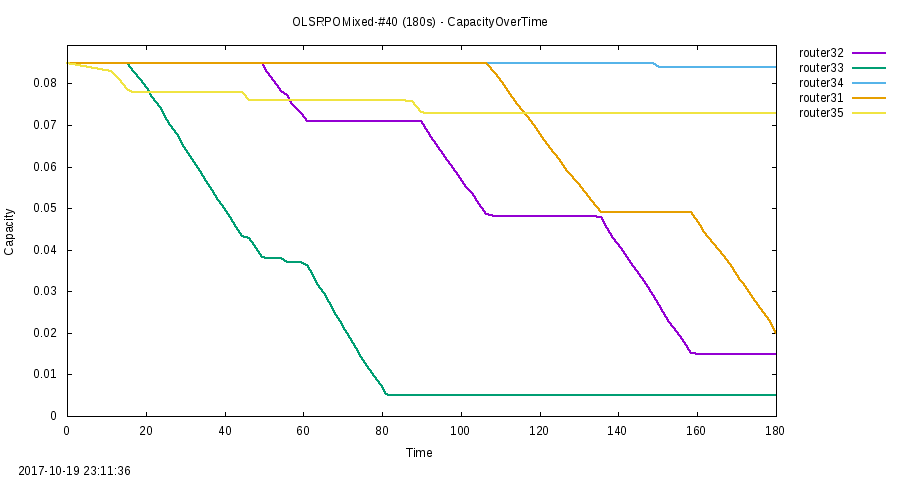 OLSRPOMixed-#40 (180s) - CapacityOverTime
router32
router33
router34
router31
router35
0.08
0.07
0.06
0.05
0.04
0.03
0.02
0.01
0
Capacity
0 20 40 60 80 100 120 140 160 180
Time
2017-10-19 23:11:36